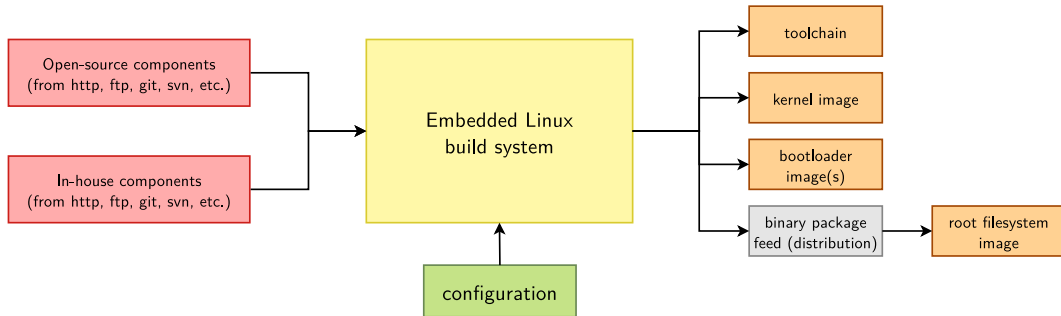 Open-source components
(from http, ftp, git, svn, etc.)
In-house components
(from http, ftp, git, svn, etc.)
Embedded Linux
build system
configuration
toolchain
kernel image
bootloader
image(s)
binary package
feed (distribution)
root filesystem
image